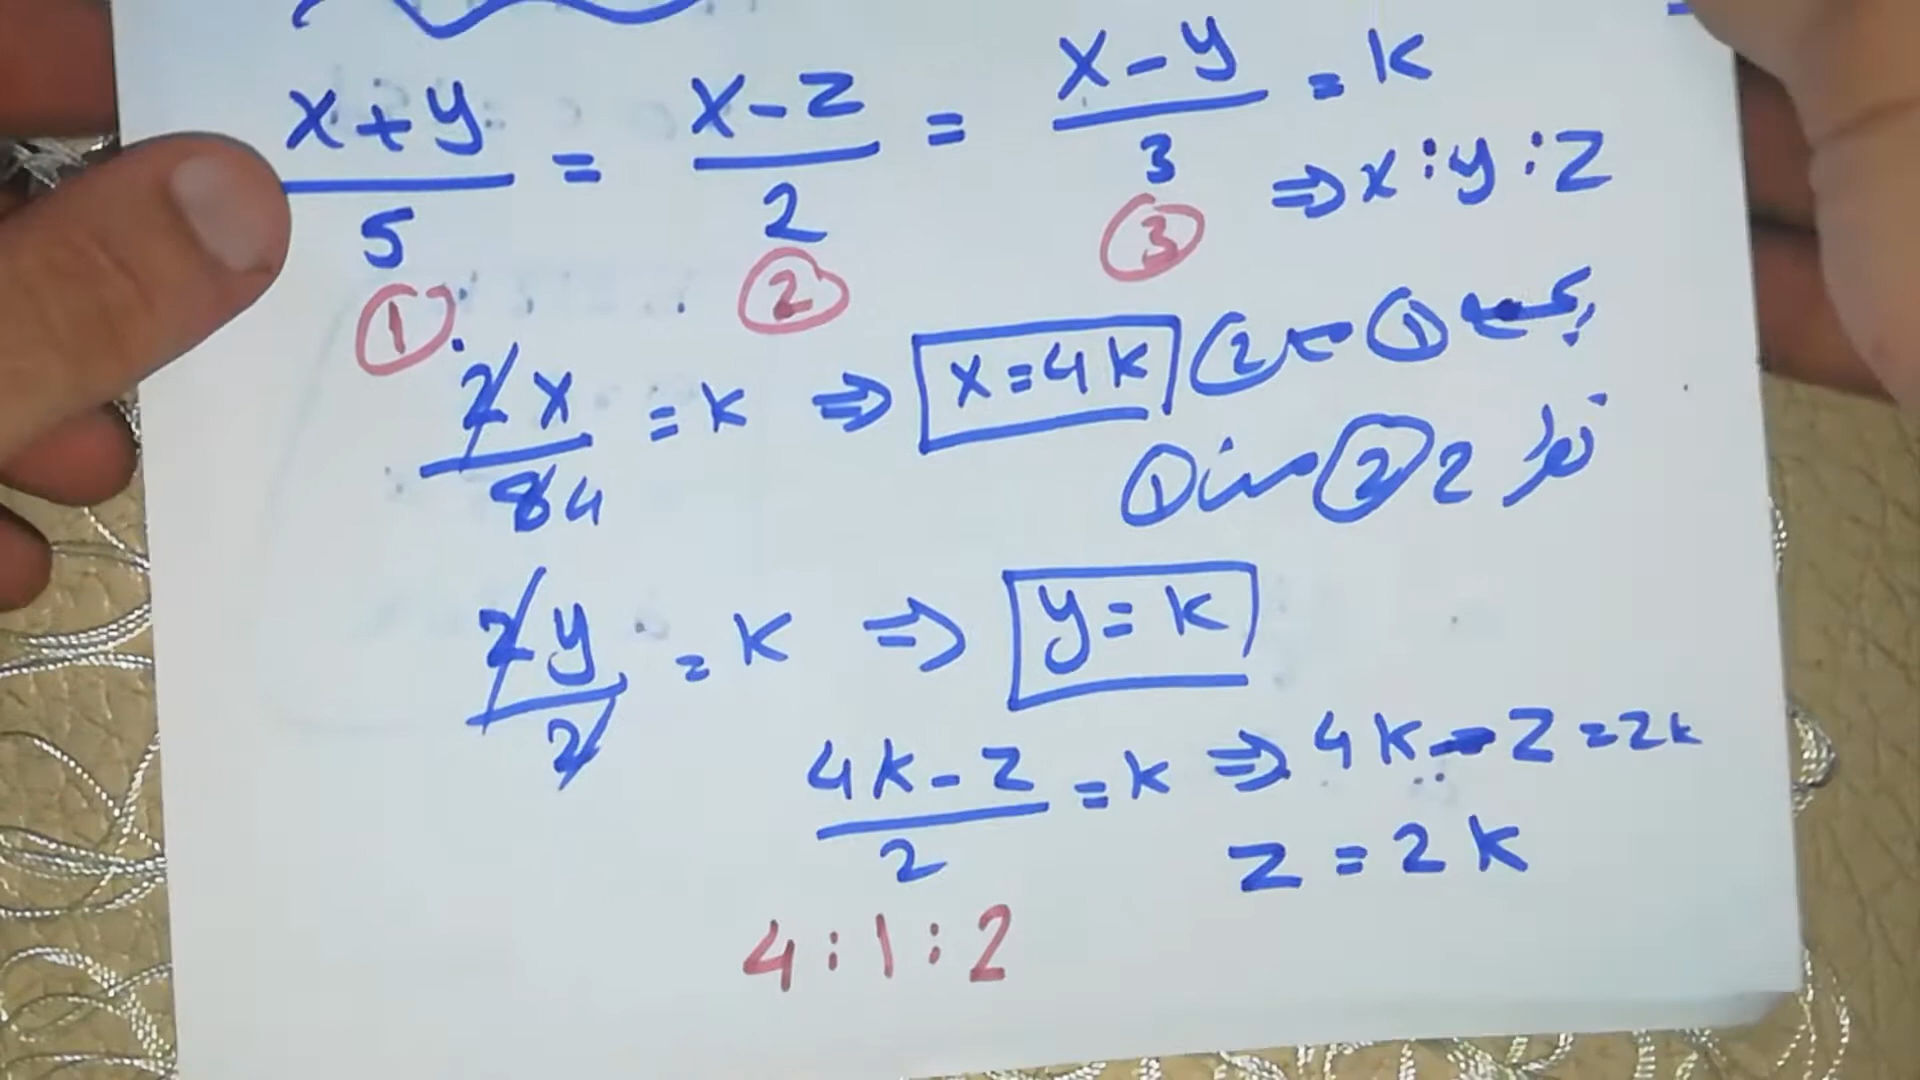 x+y/5 = x-z/2 = x-y/3 = k
⇒ x:y:z
① ② ③
2x/8 4 = k ⇒ x=4k
2y/2 = k ⇒ y=k
4k-z/2 = k ⇒ 4k-z=2k
z=2k
4:1:2